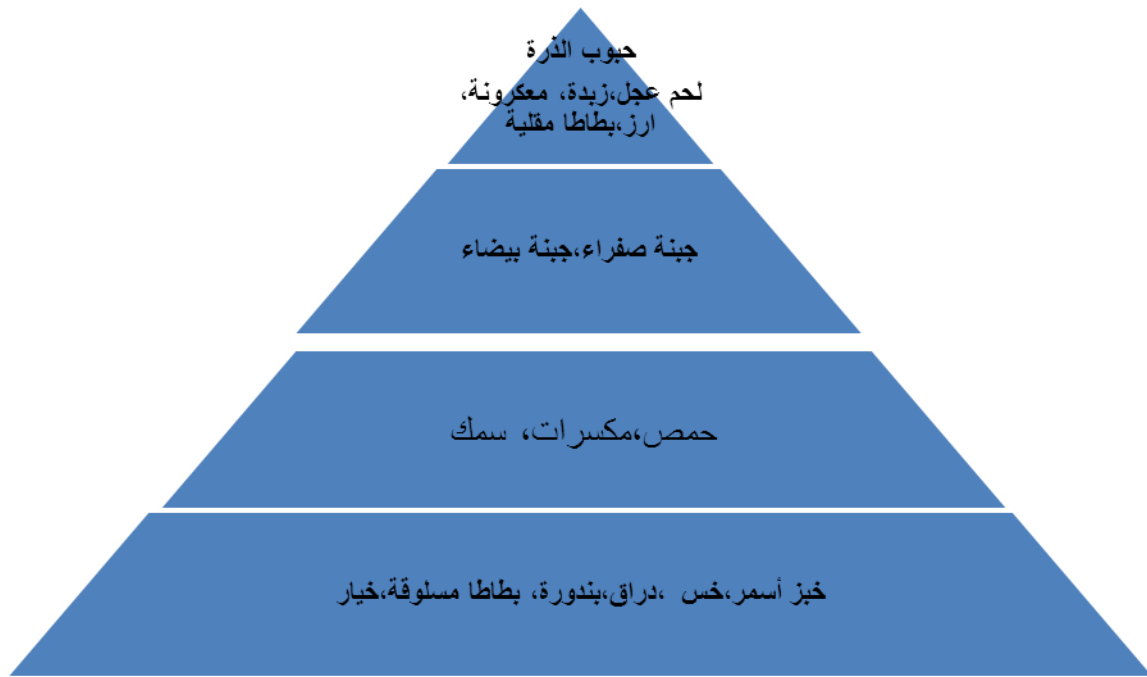 حبوب الذرة
لحم عجل،زبدة، معكرونة،
ارز،بطاطا مقلية
جبنة صفراء،جبنة بيضاء
حمص،مكسرات، سمك
خبز أسمر،خس ،دراق،بندورة، بطاطا مسلوقة،خيار